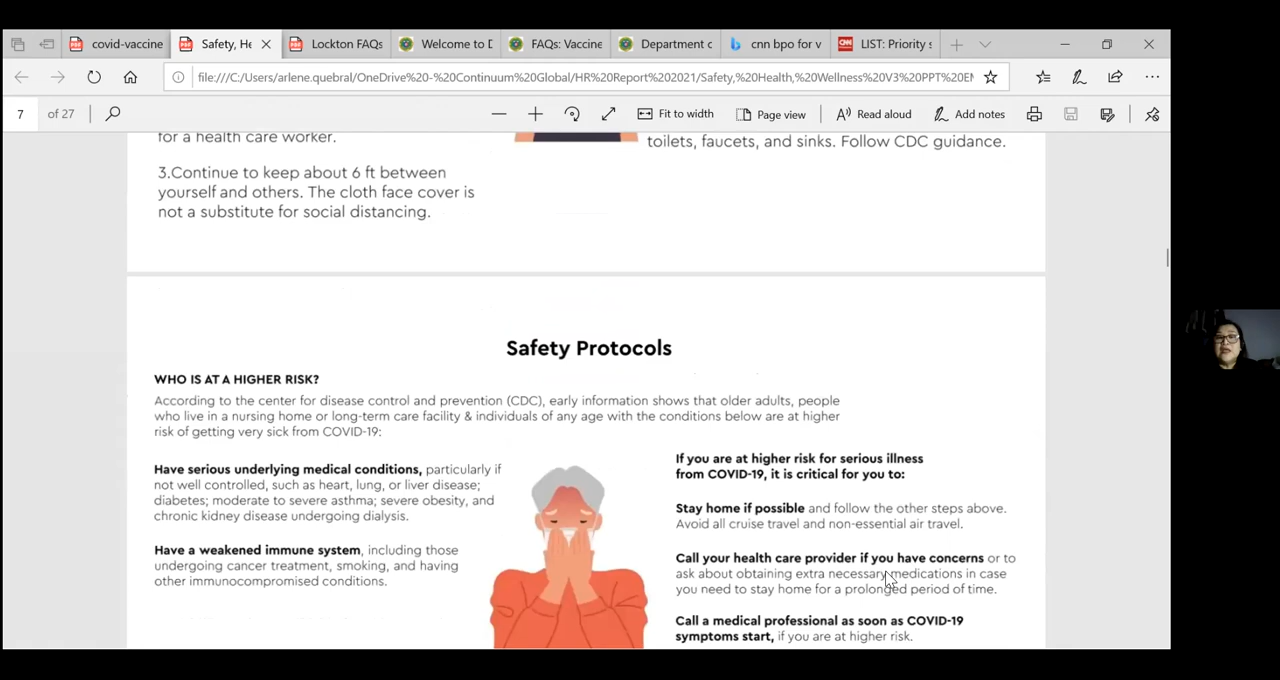 covid-vaccine
Safety, He
Lockton FAQs
Welcome to D
FAQs: Vaccine
Department c
cnn bpo for v
CNN
LIST: Priority s
file:///C:/Users/arlene.quebral/OneDrive%20-%20Continuum%20Global/HR%20Report%202021/Safety,%20Health,%20Wellness%20V3%20PPT%20EM
7 of 27
Fit to width
Page view
Read aloud
Add notes
for a health care worker.
3.Continue to keep about 6 ft between
yourself and others. The cloth face cover is
not a substitute for social distancing.
toilets, faucets, and sinks. Follow CDC guidance.
Safety Protocols
WHO IS AT A HIGHER RISK?
According to the center for disease control and prevention (CDC), early information shows that older adults, people
who live in a nursing home or long-term care facility & individuals of any age with the conditions below are at higher
risk of getting very sick from COVID-19:
Have serious underlying medical conditions, particularly if
not well controlled, such as heart, lung, or liver disease;
diabetes; moderate to severe asthma; severe obesity, and
chronic kidney disease undergoing dialysis.
Have a weakened immune system, including those
undergoing cancer treatment, smoking, and having
other immunocompromised conditions.
If you are at higher risk for serious illness
from COVID-19, it is critical for you to:
Stay home if possible and follow the other steps above.
Avoid all cruise travel and non-essential air travel.
Call your health care provider if you have concerns or to
ask about obtaining extra necessary medications in case
you need to stay home for a prolonged period of time.
Call a medical professional as soon as COVID-19
symptoms start, if you are at higher risk.